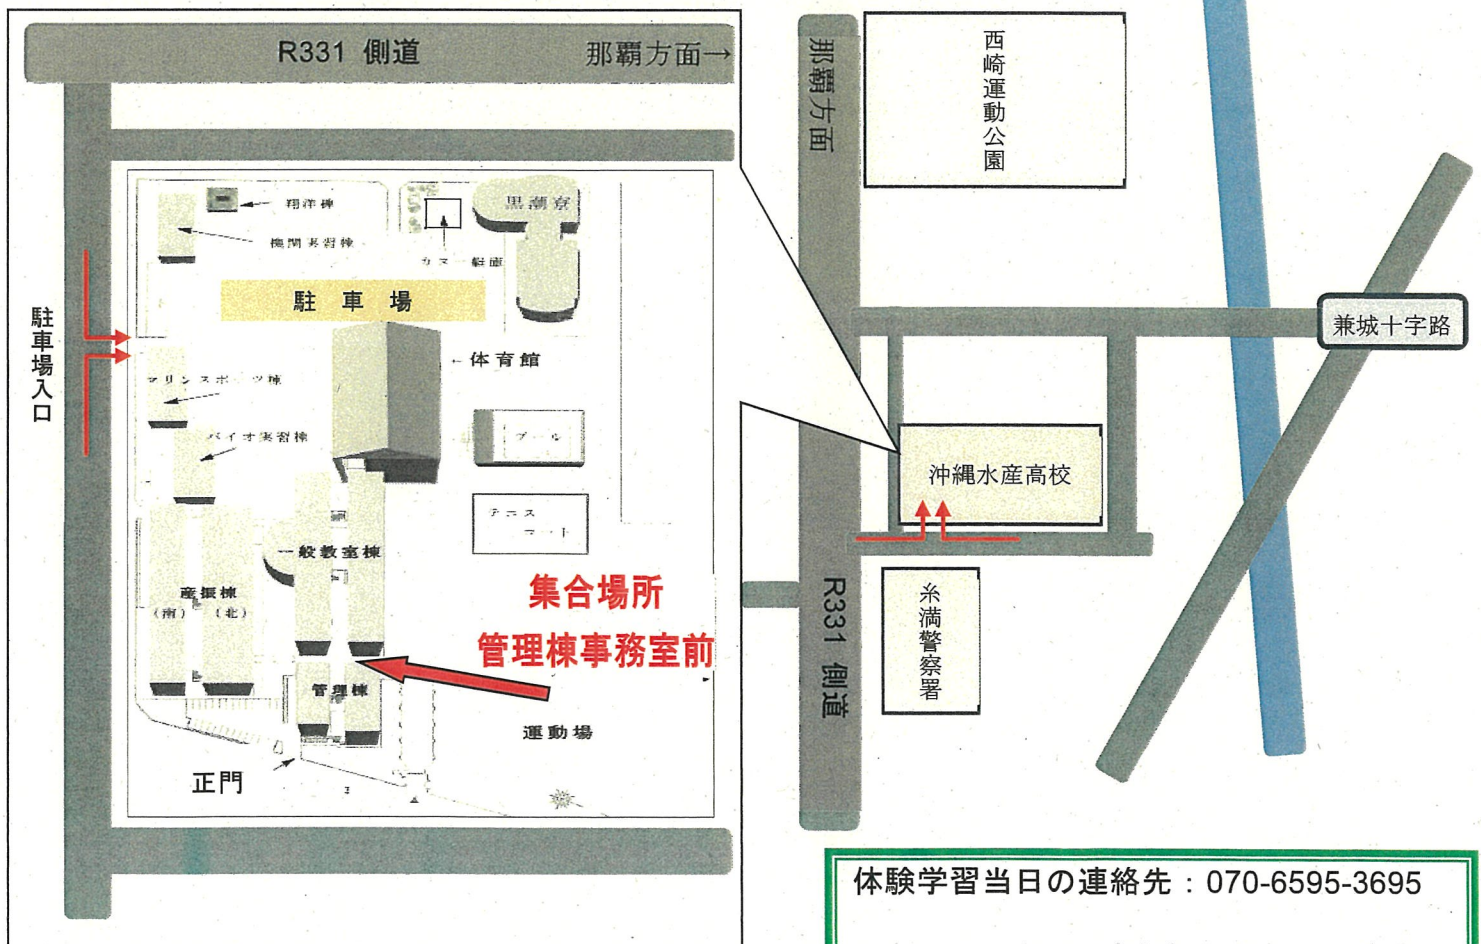 R331 側道
那覇方面→
翔洋棟
機関実習棟
カヌー艇庫
黒潮寮
駐車場
駐車場入口
←体育館
マリンスポーツ棟
バイオ実習棟
プール
テニス
コート
一般教室棟
産振棟
(南) (北)
集合場所
管理棟事務室前
管理棟
運動場
正門
那覇方面
西崎運動公園
兼城十字路
沖縄水産高校
糸満警察署
R331 側道
体験学習当日の連絡先:070-6595-3695